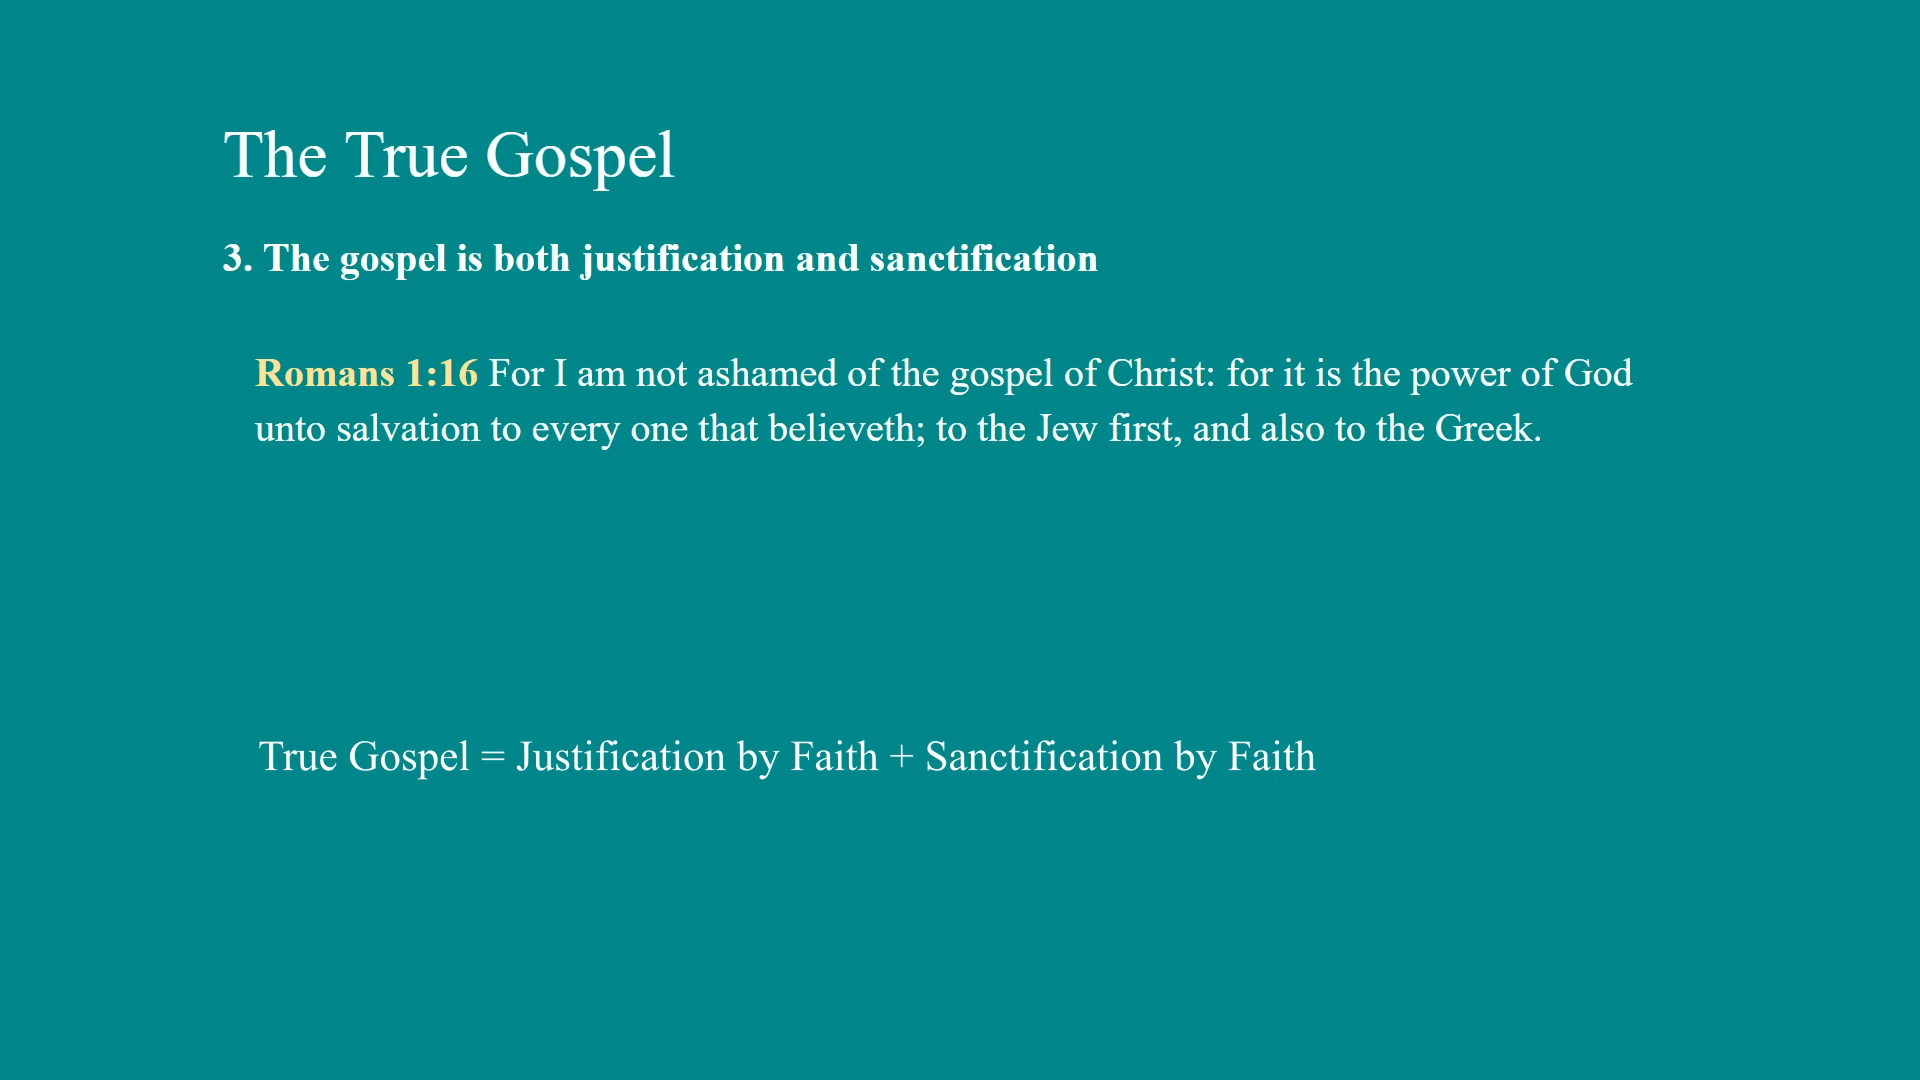 The True Gospel
3. The gospel is both justification and sanctification
Romans 1:16 For I am not ashamed of the gospel of Christ: for it is the power of God
unto salvation to every one that believeth; to the Jew first, and also to the Greek.
True Gospel = Justification by Faith + Sanctification by Faith